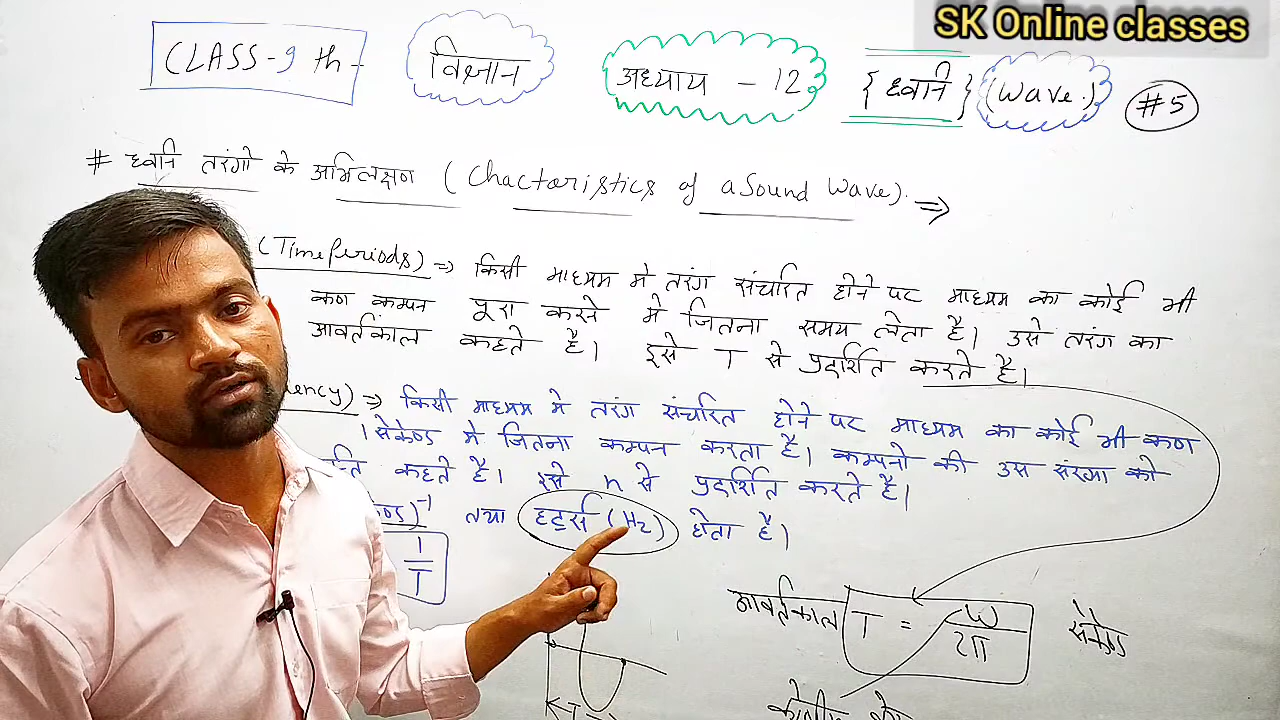 SK Online classes
CLASS-9 th-
विज्ञान
अध्याय - 12
{ध्वनि}
(Wave.)
#5
# ध्वनि तरंगो के अभिलक्षण (Chactoristics of a Sound Wave). ⇒
(Time Periods) ⇒ किसी माध्यम मे तरंग संचरित होने पर माध्यम का कोई भी
कण कम्पन पूरा करने मे जितना समय लेता है। उसे तरंग का
आवर्तकाल कहते है। इसे T से प्रदर्शित करते है।
ency) ⇒ किसी माध्यम मे तरंग संचरित होने पर माध्यम का कोई भी कण
1 सेकेण्ड मे जितना कम्पन करता है। कम्पनो की उस संख्या को
त्ति कहते है। इसे n से प्रदर्शित करते है।
)⁻¹ तथा हर्ट्स (Hz) होता है।
1/T
आवर्तकाल T = ω/2π सेकेण्ड
T
कोणीय